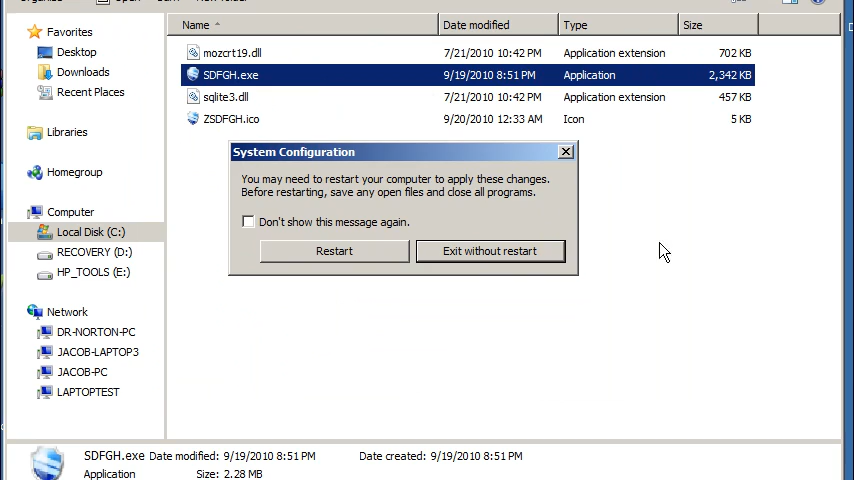 Name
Date modified
Type
Size
Favorites
Desktop
Downloads
Recent Places
Libraries
Homegroup
Computer
Local Disk (C:)
RECOVERY (D:)
HP_TOOLS (E:)
Network
DR-NORTON-PC
JACOB-LAPTOP3
JACOB-PC
LAPTOPTEST
mozcrt19.dll 7/21/2010 10:42 PM Application extension 702 KB
SDFGH.exe 9/19/2010 8:51 PM Application 2,342 KB
sqlite3.dll 7/21/2010 10:42 PM Application extension 457 KB
ZSDFGH.ico 9/20/2010 12:33 AM Icon 5 KB
System Configuration
You may need to restart your computer to apply these changes.
Before restarting, save any open files and close all programs.
Don't show this message again.
Restart
Exit without restart
SDFGH.exe Date modified: 9/19/2010 8:51 PM Date created: 9/19/2010 8:51 PM
Application Size: 2.28 MB